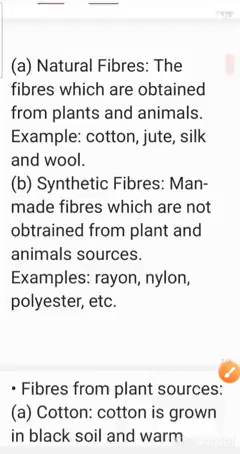 (a) Natural Fibres: The
fibres which are obtained
from plants and animals.
Example: cotton, jute, silk
and wool.
(b) Synthetic Fibres: Man-
made fibres which are not
obtrained from plant and
animals sources.
Examples: rayon, nylon,
polyester, etc.
• Fibres from plant sources:
(a) Cotton: cotton is grown
in black soil and warm